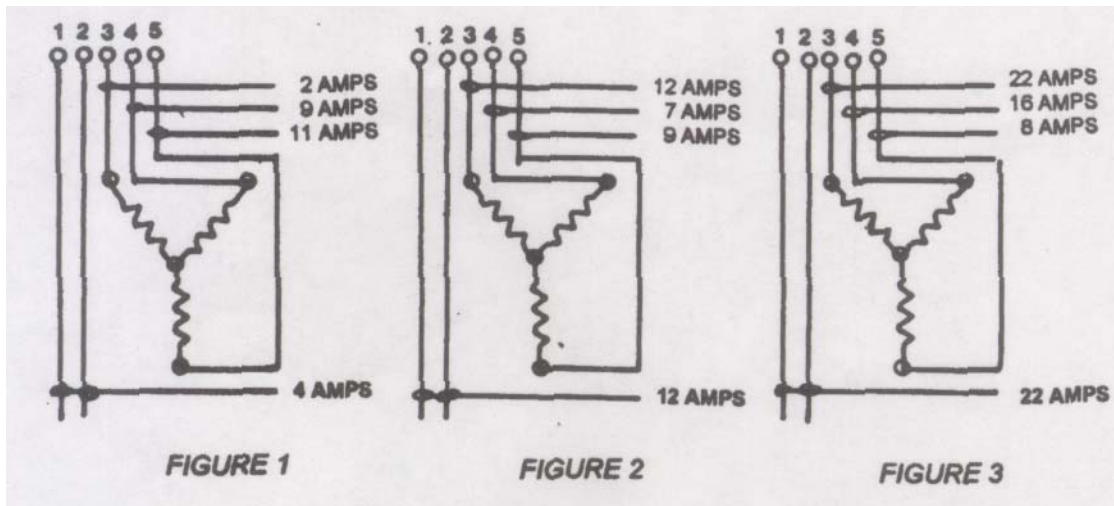 1 2 3 4 5
2 AMPS
9 AMPS
11 AMPS
4 AMPS
FIGURE 1
1 2 3 4 5
12 AMPS
7 AMPS
9 AMPS
12 AMPS
FIGURE 2
1 2 3 4 5
22 AMPS
16 AMPS
8 AMPS
22 AMPS
FIGURE 3